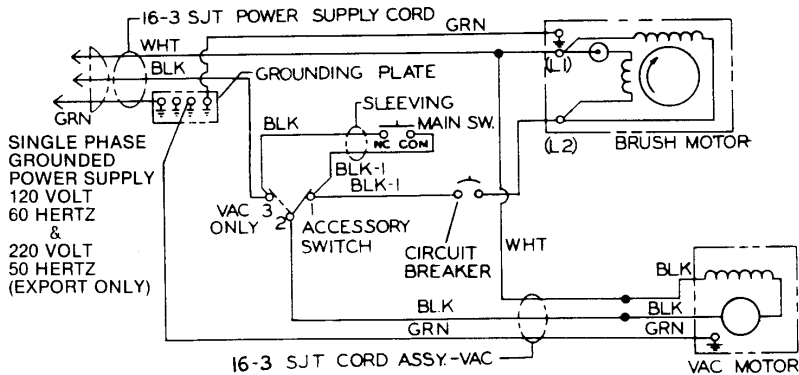 16-3 SJT POWER SUPPLY CORD
GRN
WHT
BLK
(L1)
GROUNDING PLATE
SLEEVING
GRN
BLK
MAIN SW.
NC COM
SINGLE PHASE
GROUNDED
POWER SUPPLY
120 VOLT
60 HERTZ
&
220 VOLT
50 HERTZ
(EXPORT ONLY)
BRUSH MOTOR
(L2)
BLK-1
BLK-1
VAC
ONLY
3
2
1
ACCESSORY
SWITCH
CIRCUIT
BREAKER
WHT
BLK
BLK
BLK
GRN
GRN
16-3 SJT CORD ASSY.-VAC
VAC MOTOR